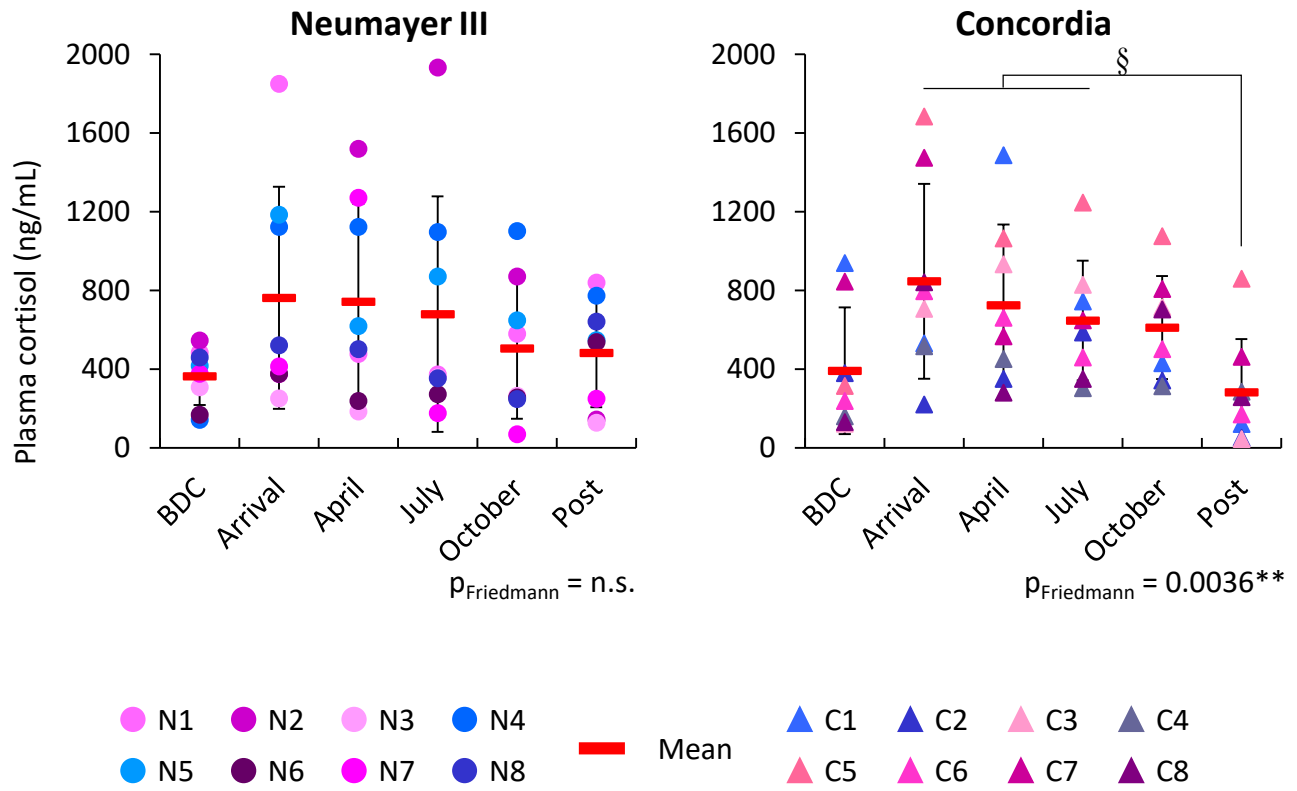 Neumayer III
Concordia
Plasma cortisol (ng/mL)
2000
1600
1200
800
400
0
BDC
Arrival
April
July
October
Post
p_Friedmann = n.s.
2000
1600
1200
800
400
0
§
BDC
Arrival
April
July
October
Post
p_Friedmann = 0.0036**
N1 N2 N3 N4
N5 N6 N7 N8
Mean
C1 C2 C3 C4
C5 C6 C7 C8